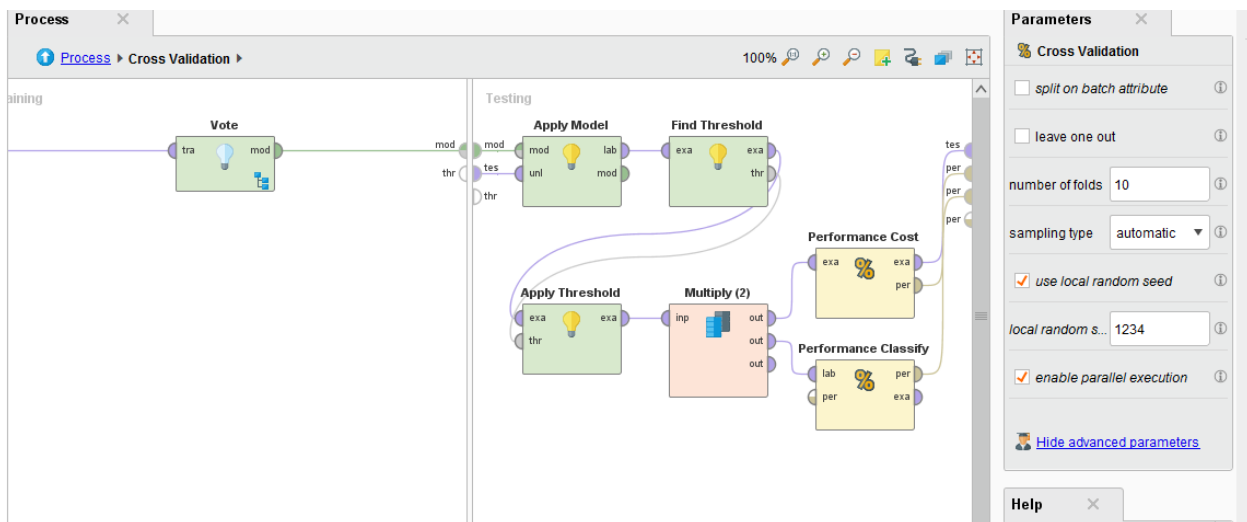 Process
Process ▸ Cross Validation ▸
100%
aining
Vote
tra
mod
mod
thr
Testing
mod
tes
thr
Apply Model
mod
lab
unl
mod
Find Threshold
exa
exa
thr
tes
per
per
per
Performance Cost
exa
exa
per
Apply Threshold
exa
exa
thr
Multiply (2)
inp
out
out
out
Performance Classify
lab
per
per
exa
Parameters
Cross Validation
split on batch attribute
leave one out
number of folds 10
sampling type automatic
use local random seed
local random s... 1234
enable parallel execution
Hide advanced parameters
Help